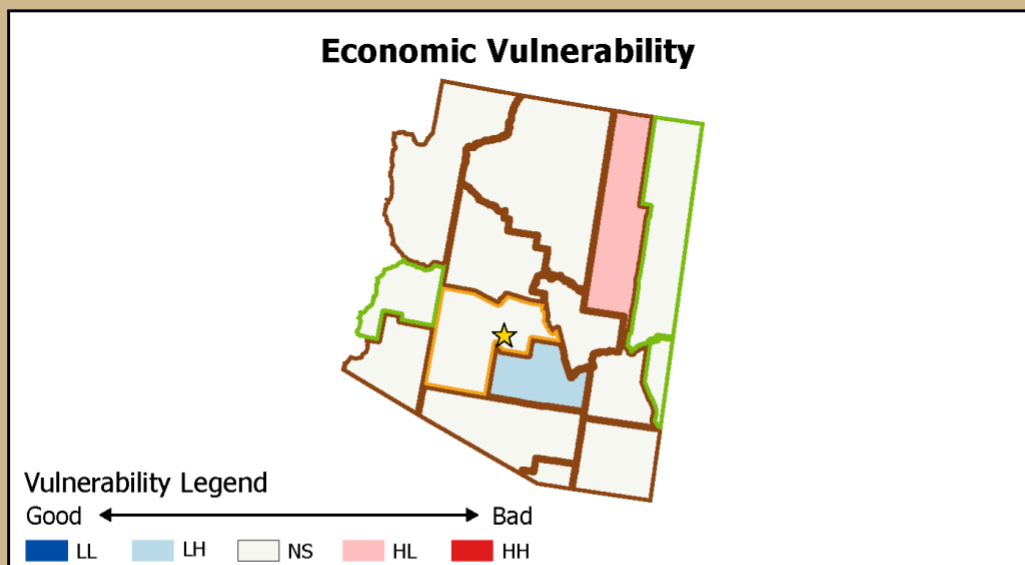 Economic Vulnerability
Vulnerability Legend
Good Bad
LL LH NS HL HH